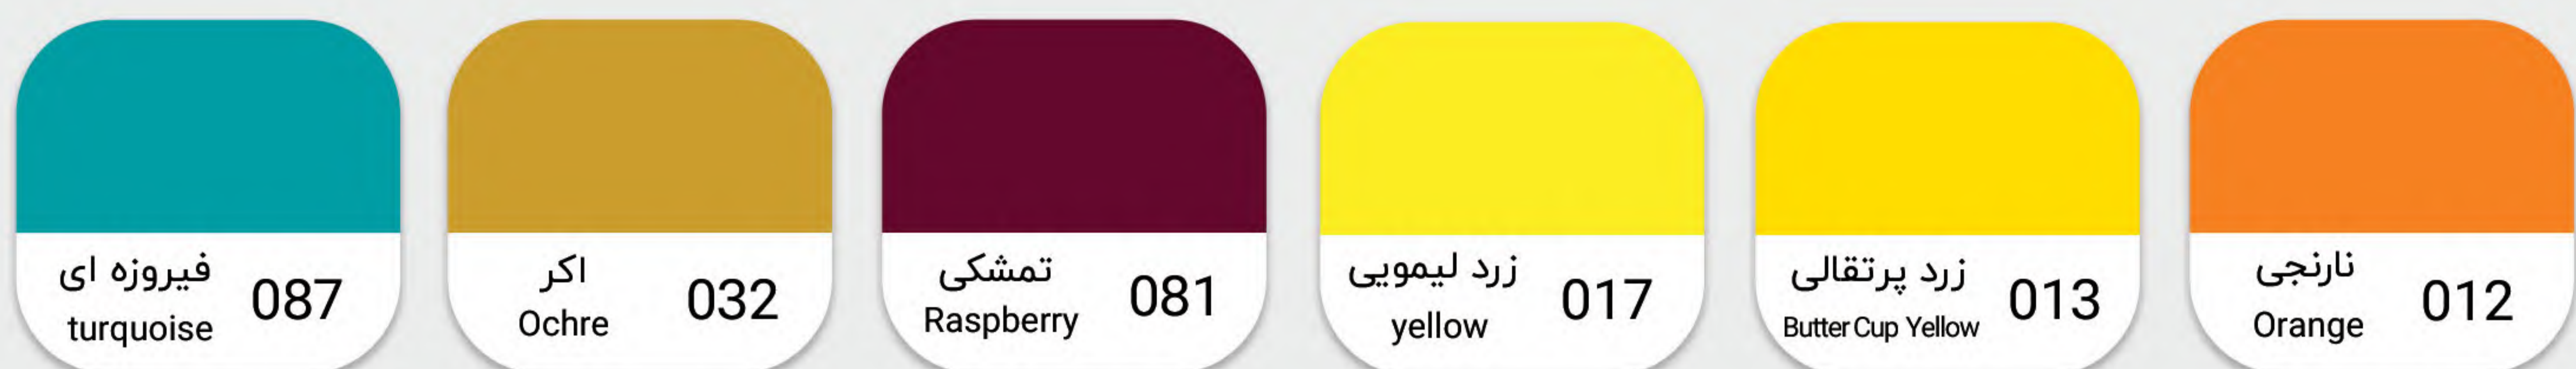 فیروزه ای
turquoise
087
اکر
Ochre
032
تمشکی
Raspberry
081
زرد لیمویی
yellow
017
زرد پرتقالی
Butter Cup Yellow
013
نارنجی
Orange
012